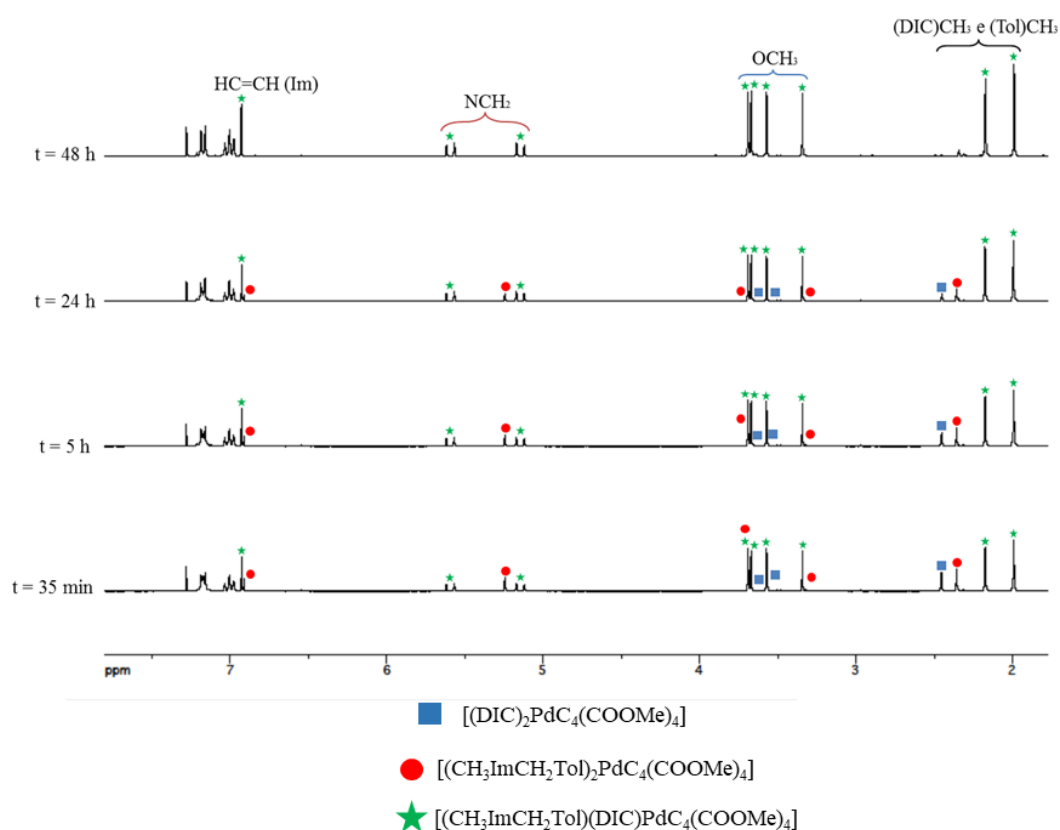 (DIC)CH₃ e (Tol)CH₃
OCH₃
HC=CH (Im)
NCH₂
t = 48 h
t = 24 h
t = 5 h
t = 35 min
ppm 7 6 5 4 3 2
[(DIC)₂PdC₄(COOMe)₄]
[(CH₃ImCH₂Tol)₂PdC₄(COOMe)₄]
[(CH₃ImCH₂Tol)(DIC)PdC₄(COOMe)₄]